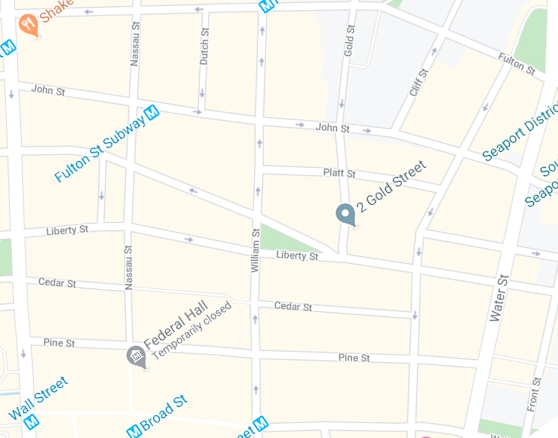 Shake
Fulton St
Nassau St
Dutch St
Gold St
Cliff St
John St
John St
Fulton St Subway
Seaport Distric
Platt St
2 Gold Street
Seapo
Liberty St
Liberty St
Nassau St
William St
Cedar St
Cedar St
Water St
Federal Hall
Temporarily closed
Pine St
Pine St
Front St
Wall Street
Broad St